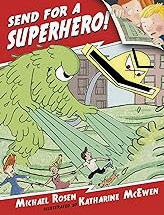 SEND FOR A
SUPERHERO!
MICHAEL ROSEN
ILLUSTRATED BY KATHARINE MCEWEN